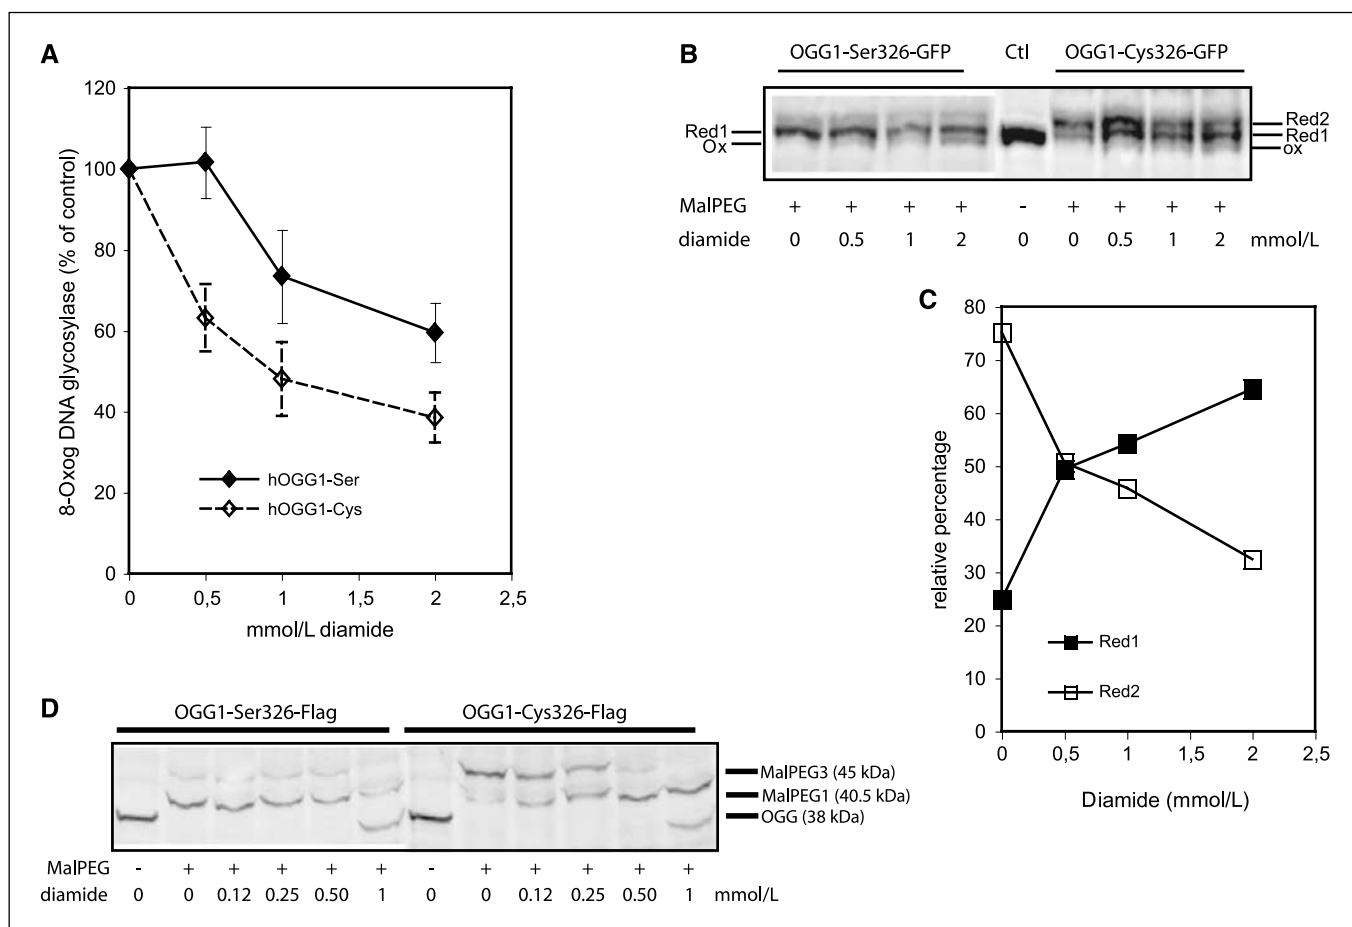 A
120
100
80
60
40
20
0
8-Oxog DNA glycosylase (% of control)
hOGG1-Ser
hOGG1-Cys
0 0,5 1 1,5 2 2,5
mmol/L diamide
B
OGG1-Ser326-GFP Ctl OGG1-Cys326-GFP
Red1
Ox
Red2
Red1
ox
MalPEG + + + + - + + + +
diamide 0 0.5 1 2 0 0 0.5 1 2 mmol/L
C
80
70
60
50
40
30
20
10
0
relative percentage
Red1
Red2
0 0,5 1 1,5 2 2,5
Diamide (mmol/L)
D
OGG1-Ser326-Flag OGG1-Cys326-Flag
MalPEG3 (45 kDa)
MalPEG1 (40.5 kDa)
OGG (38 kDa)
MalPEG - + + + + + - + + + + +
diamide 0 0 0.12 0.25 0.50 1 0 0 0.12 0.25 0.50 1 mmol/L